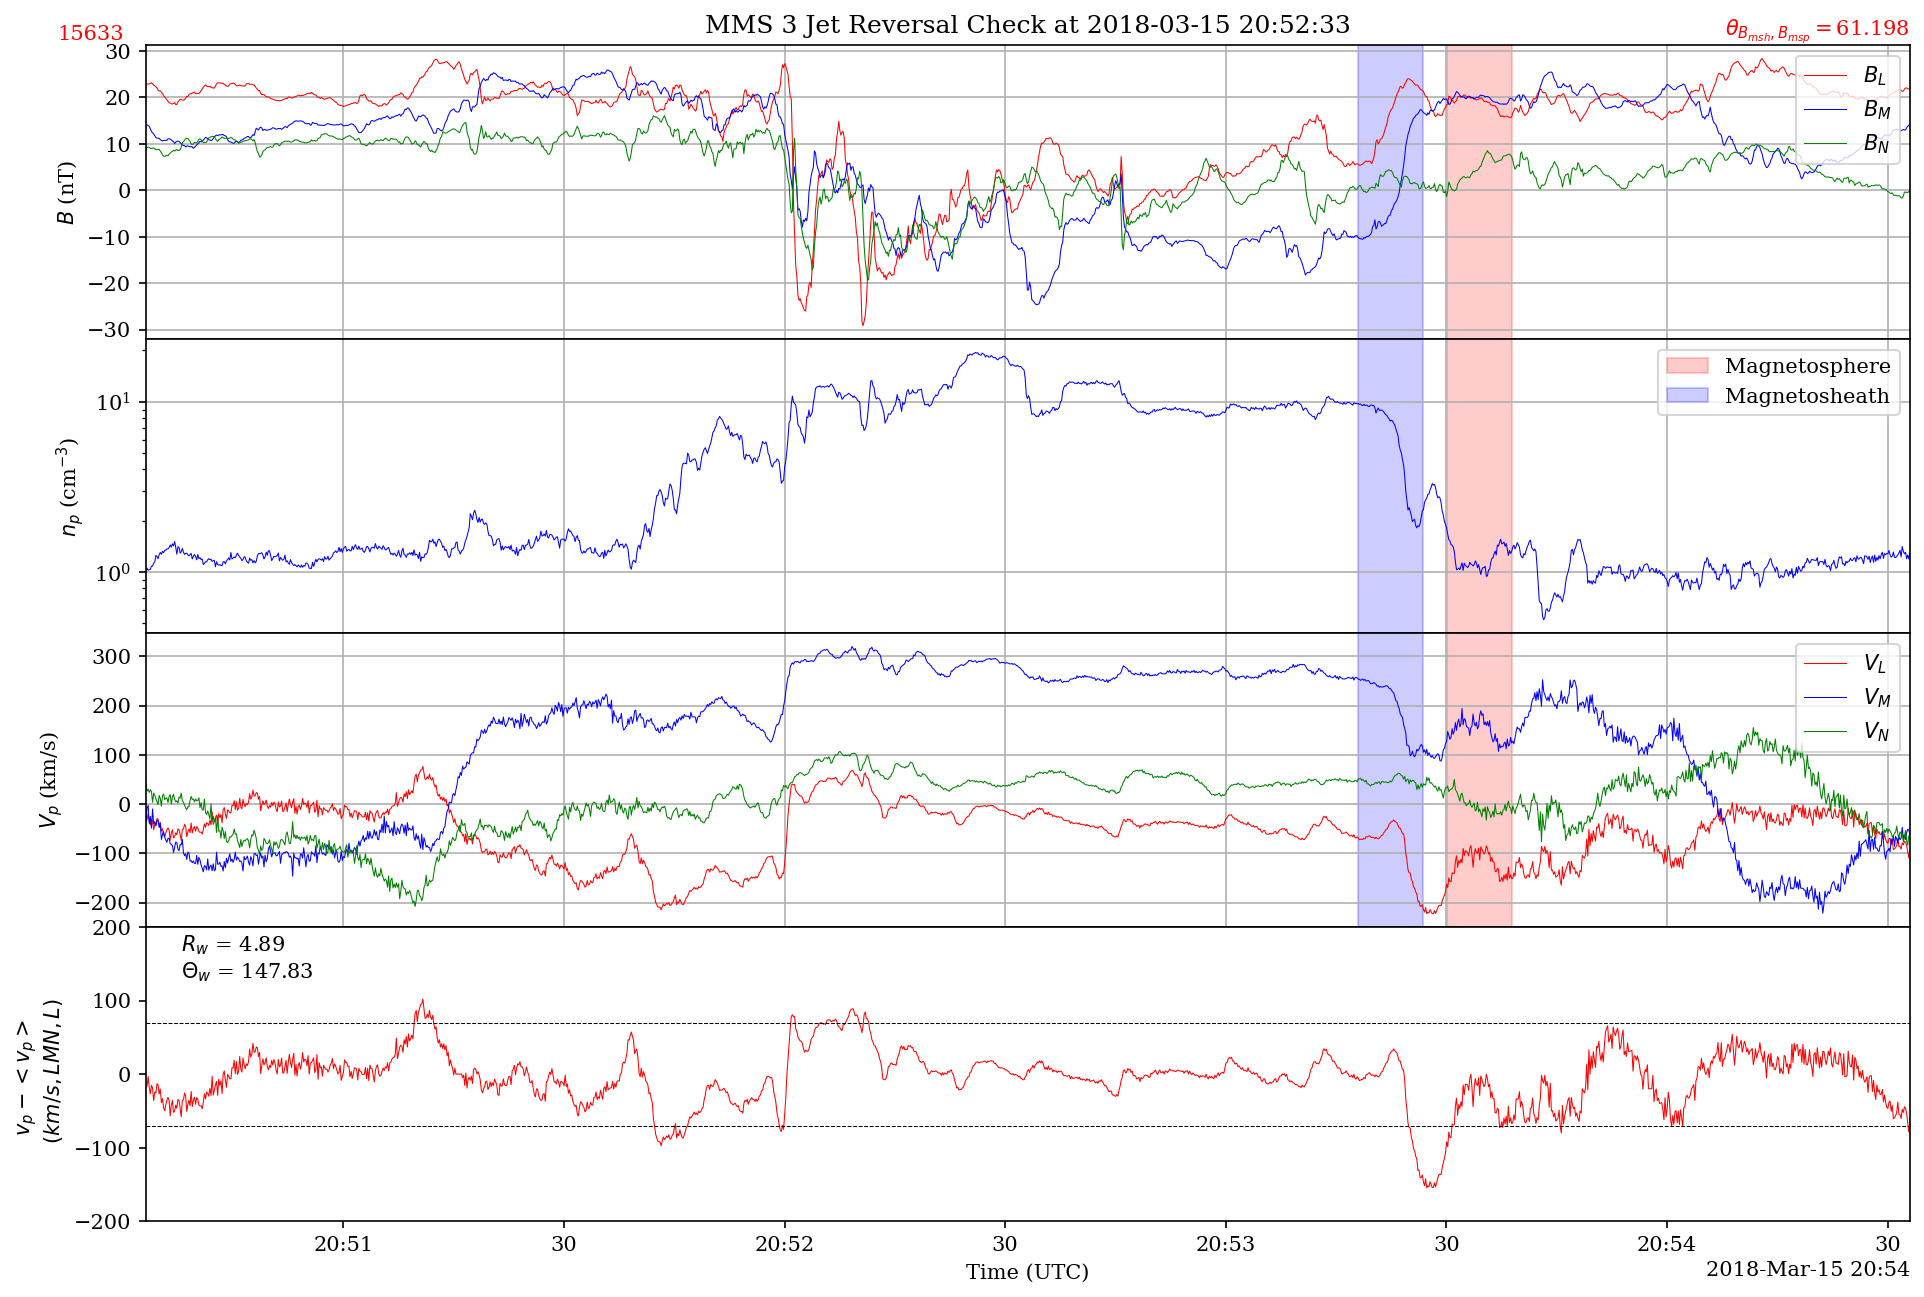 MMS 3 Jet Reversal Check at 2018-03-15 20:52:33
15633
θ_{B_{msh}, B_{msp}} = 61.198
30
20
10
0
−10
−20
−30
B (nT)
B_L
B_M
B_N
10^1
10^0
n_p (cm^{−3})
Magnetosphere
Magnetosheath
300
200
100
0
−100
−200
V_p (km/s)
V_L
V_M
V_N
200
100
0
−100
−200
v_p − <v_p>
(km/s, LMN, L)
R_w = 4.89
Θ_w = 147.83
20:51 30 20:52 30 20:53 30 20:54 30
Time (UTC)
2018-Mar-15 20:54